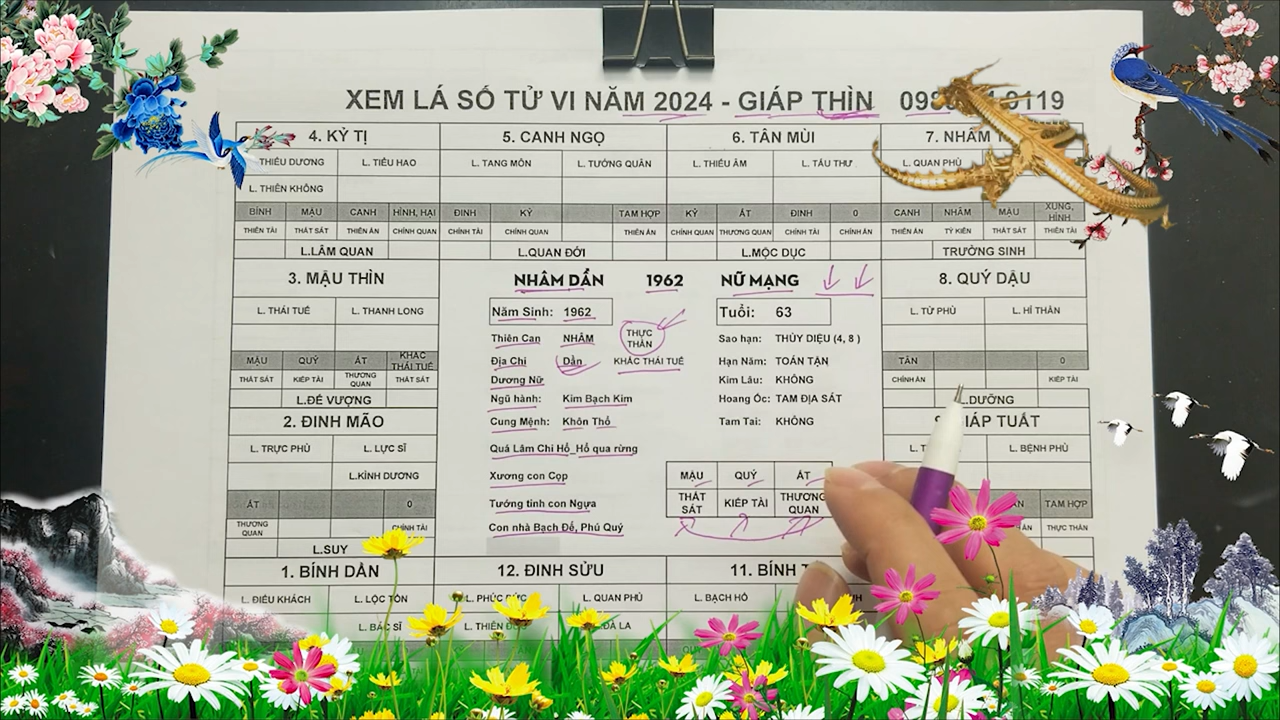 XEM LÁ SỐ TỬ VI NĂM 2024 - GIÁP THÌN 0119
4. KỶ TỊ 5. CANH NGỌ 6. TÂN MÙI 7. NHÂM
THIẾU DƯƠNG L. TIỂU HAO L. TANG MÔN L. TƯỚNG QUÂN L. THIẾU ÂM L. TẤU THƯ L. QUAN PHÙ
L. THIÊN KHÔNG
BÍNH MẬU CANH HÌNH, HẠI ĐINH KỶ TAM HỢP KỶ ẤT ĐINH 0 CANH NHÂM MẬU XUNG, HÌNH
THIÊN TÀI THẤT SÁT THIÊN ẤN CHÍNH QUAN CHÍNH TÀI CHÍNH QUAN THIÊN ẤN CHÍNH QUAN THƯƠNG QUAN CHÍNH TÀI CHÍNH ẤN THIÊN ẤN TỶ KIÊN THẤT SÁT THIÊN TÀI
L.LÂM QUAN L.QUAN ĐỚI L.MỘC DỤC TRƯỜNG SINH
3. MẬU THÌN
L. THÁI TUẾ L. THANH LONG
MẬU QUÝ ẤT KHẮC THÁI TUẾ
THẤT SÁT KIẾP TÀI THƯƠNG QUAN THẤT SÁT
L.ĐẾ VƯỢNG
2. ĐINH MÃO
L. TRỰC PHÙ L. LỰC SĨ
L.KÌNH DƯƠNG
ẤT 0
THƯƠNG QUAN CHÍNH TÀI
L.SUY
NHÂM DẦN 1962 NỮ MẠNG
Năm Sinh: 1962
Thiên Can NHÂM THỰC THẦN
Địa Chi Dần KHẮC THÁI TUẾ
Dương Nữ
Ngũ hành: Kim Bạch Kim
Cung Mệnh: Khôn Thổ
Quá Lâm Chi Hổ_Hổ qua rừng
Xương con Cọp
Tướng tinh con Ngựa
Con nhà Bạch Đế, Phú Quý
Tuổi: 63
Sao hạn: THỦY DIỆU (4, 8 )
Hạn Năm: TOÁN TẬN
Kim Lâu: KHÔNG
Hoang Ốc: TAM ĐỊA SÁT
Tam Tai: KHÔNG
MẬU QUÝ ẤT
THẤT SÁT KIẾP TÀI THƯƠNG QUAN
8. QUÝ DẬU
L. TỬ PHÙ L. HỈ THẦN
TÂN 0
CHÍNH ẤN KIẾP TÀI
L.DƯỠNG
GIÁP TUẤT
L. BỆNH PHÙ
TAM HỢP
THỰC THẦN
1. BÍNH DẦN 12. ĐINH SỬU 11. BÍNH
L. ĐIẾU KHÁCH L. LỘC TỒN L. PHÚC L. QUAN PHÙ L. BẠCH HỔ
L. BÁC SĨ L. THIÊN ĐÀ LA